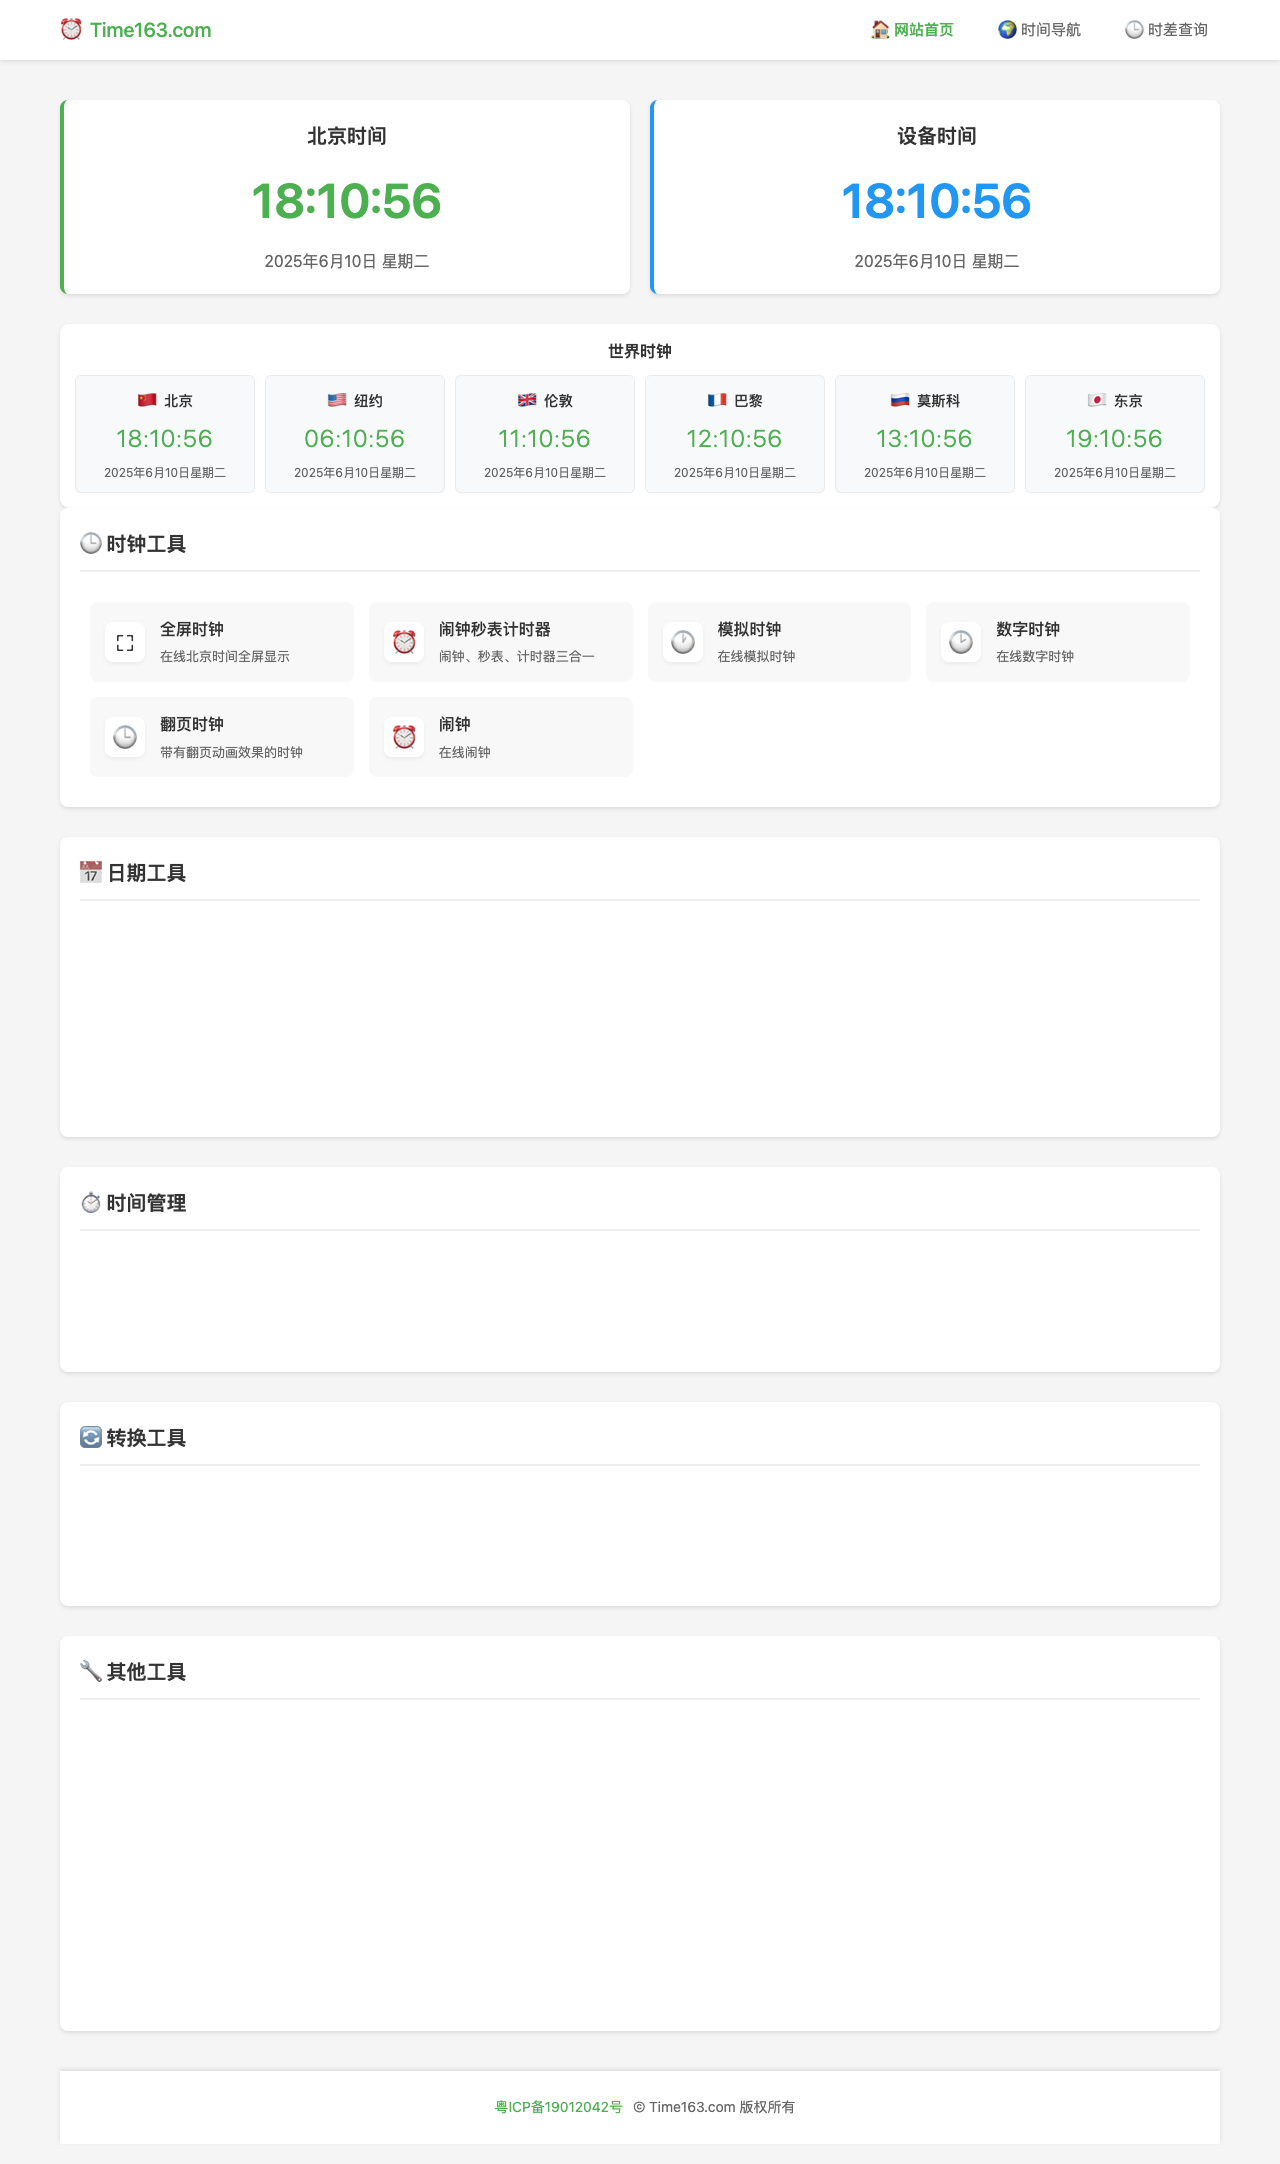 Time163.com
网站首页 时间导航 时差查询
北京时间
18:10:56
2025年6月10日 星期二
设备时间
18:10:56
2025年6月10日 星期二
世界时钟
北京
18:10:56
2025年6月10日星期二
纽约
06:10:56
2025年6月10日星期二
伦敦
11:10:56
2025年6月10日星期二
巴黎
12:10:56
2025年6月10日星期二
莫斯科
13:10:56
2025年6月10日星期二
东京
19:10:56
2025年6月10日星期二
时钟工具
全屏时钟
在线北京时间全屏显示
闹钟秒表计时器
闹钟、秒表、计时器三合一
模拟时钟
在线模拟时钟
数字时钟
在线数字时钟
翻页时钟
带有翻页动画效果的时钟
闹钟
在线闹钟
17 日期工具
时间管理
转换工具
其他工具
粤ICP备19012042号 © Time163.com 版权所有